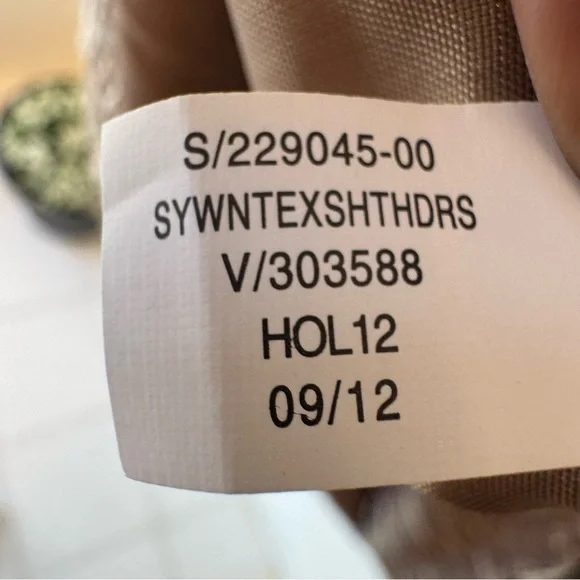 S/229045-00
SYWNTEXSHTHDRS
V/303588
HOL12
09/12